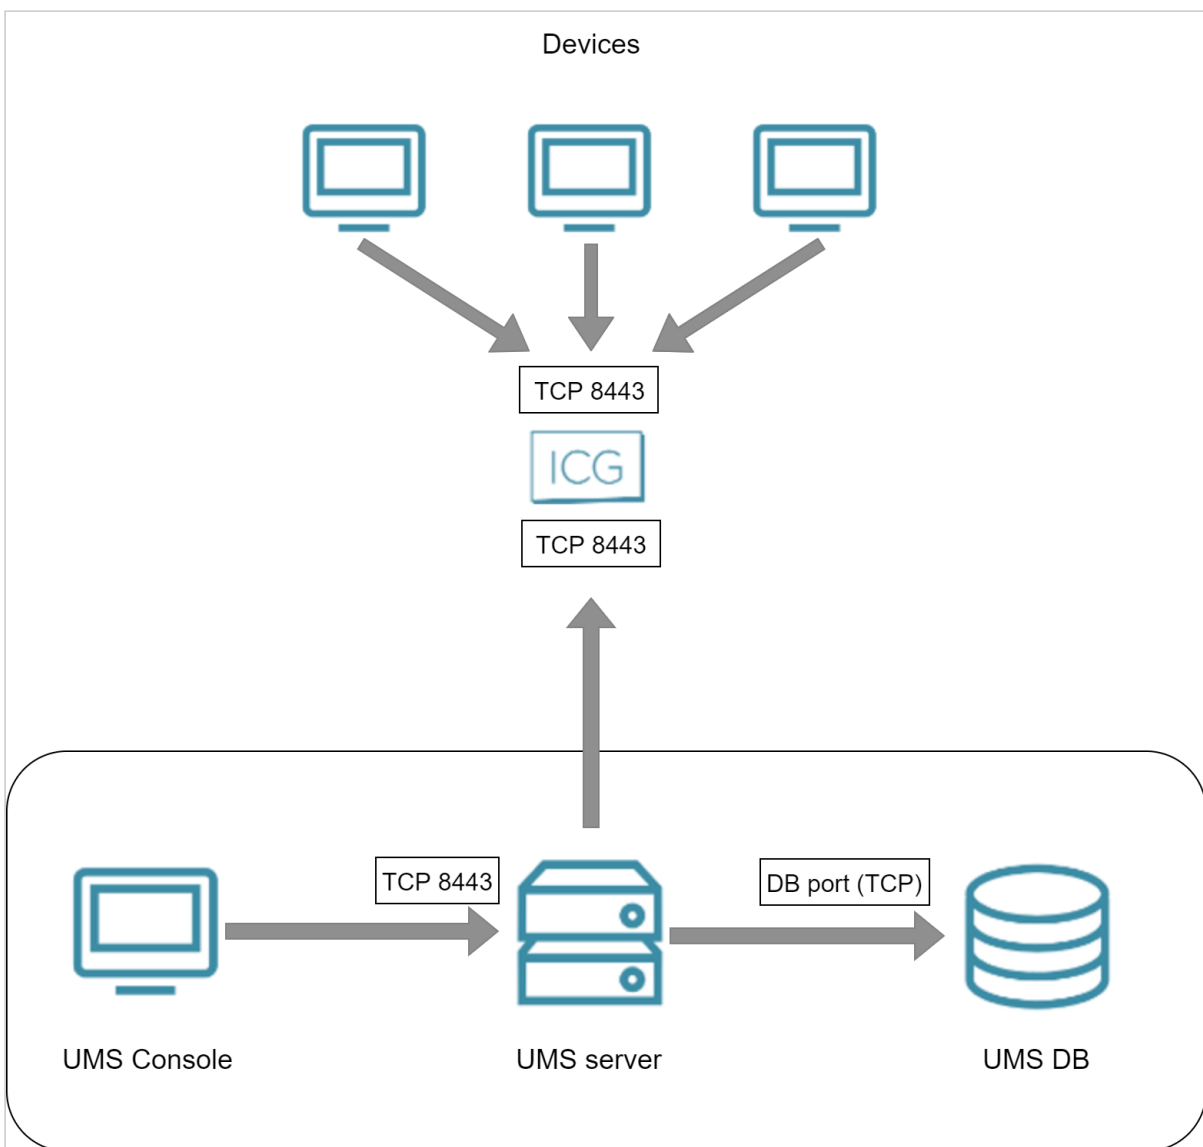 Devices
TCP 8443
ICG
TCP 8443
TCP 8443
DB port (TCP)
UMS Console
UMS server
UMS DB